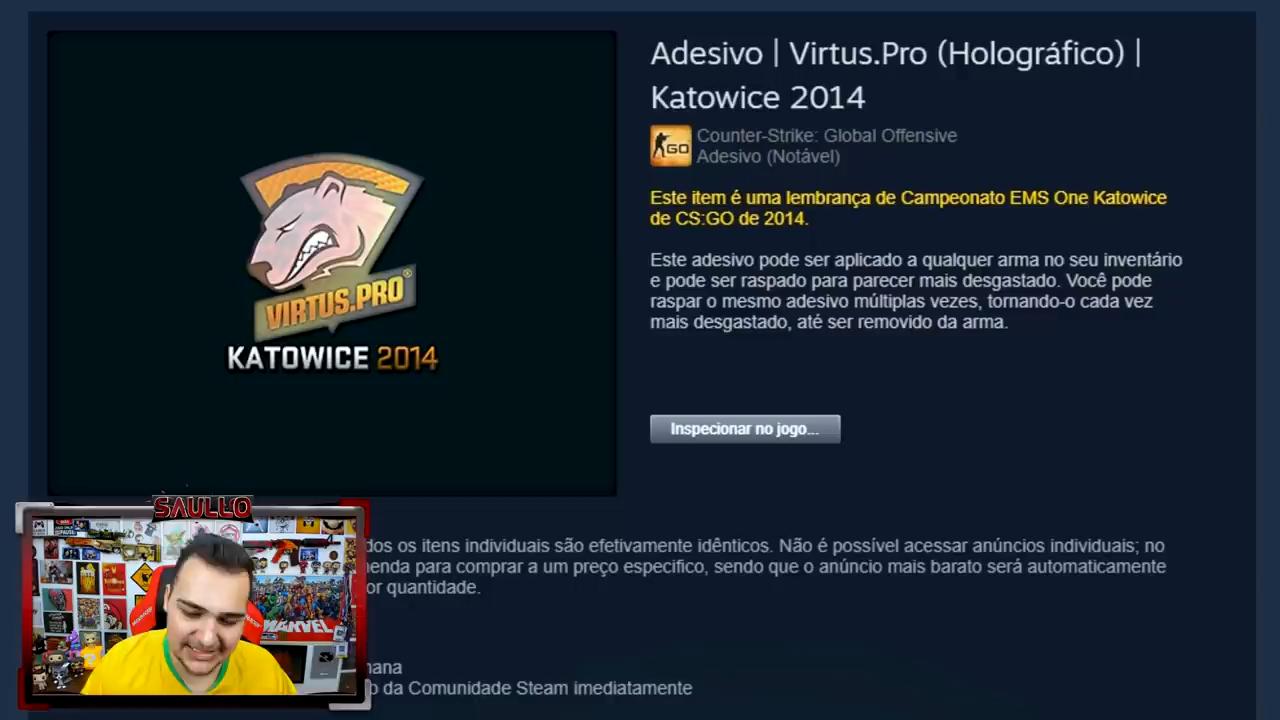 Adesivo | Virtus.Pro (Holográfico) |
Katowice 2014
Counter-Strike: Global Offensive
GO
Adesivo (Notável)
Este item é uma lembrança de Campeonato EMS One Katowice
de CS:GO de 2014.
Este adesivo pode ser aplicado a qualquer arma no seu inventário
e pode ser raspado para parecer mais desgastado. Você pode
raspar o mesmo adesivo múltiplas vezes, tornando-o cada vez
mais desgastado, até ser removido da arma.
VIRTUS.PRO®
KATOWICE 2014
Inspecionar no jogo...
SAULLO
dos os itens individuais são efetivamente idênticos. Não é possível acessar anúncios individuais; no
menda para comprar a um preço especifico, sendo que o anúncio mais barato será automaticamente
or quantidade.
MARVEL
mana
o da Comunidade Steam imediatamente